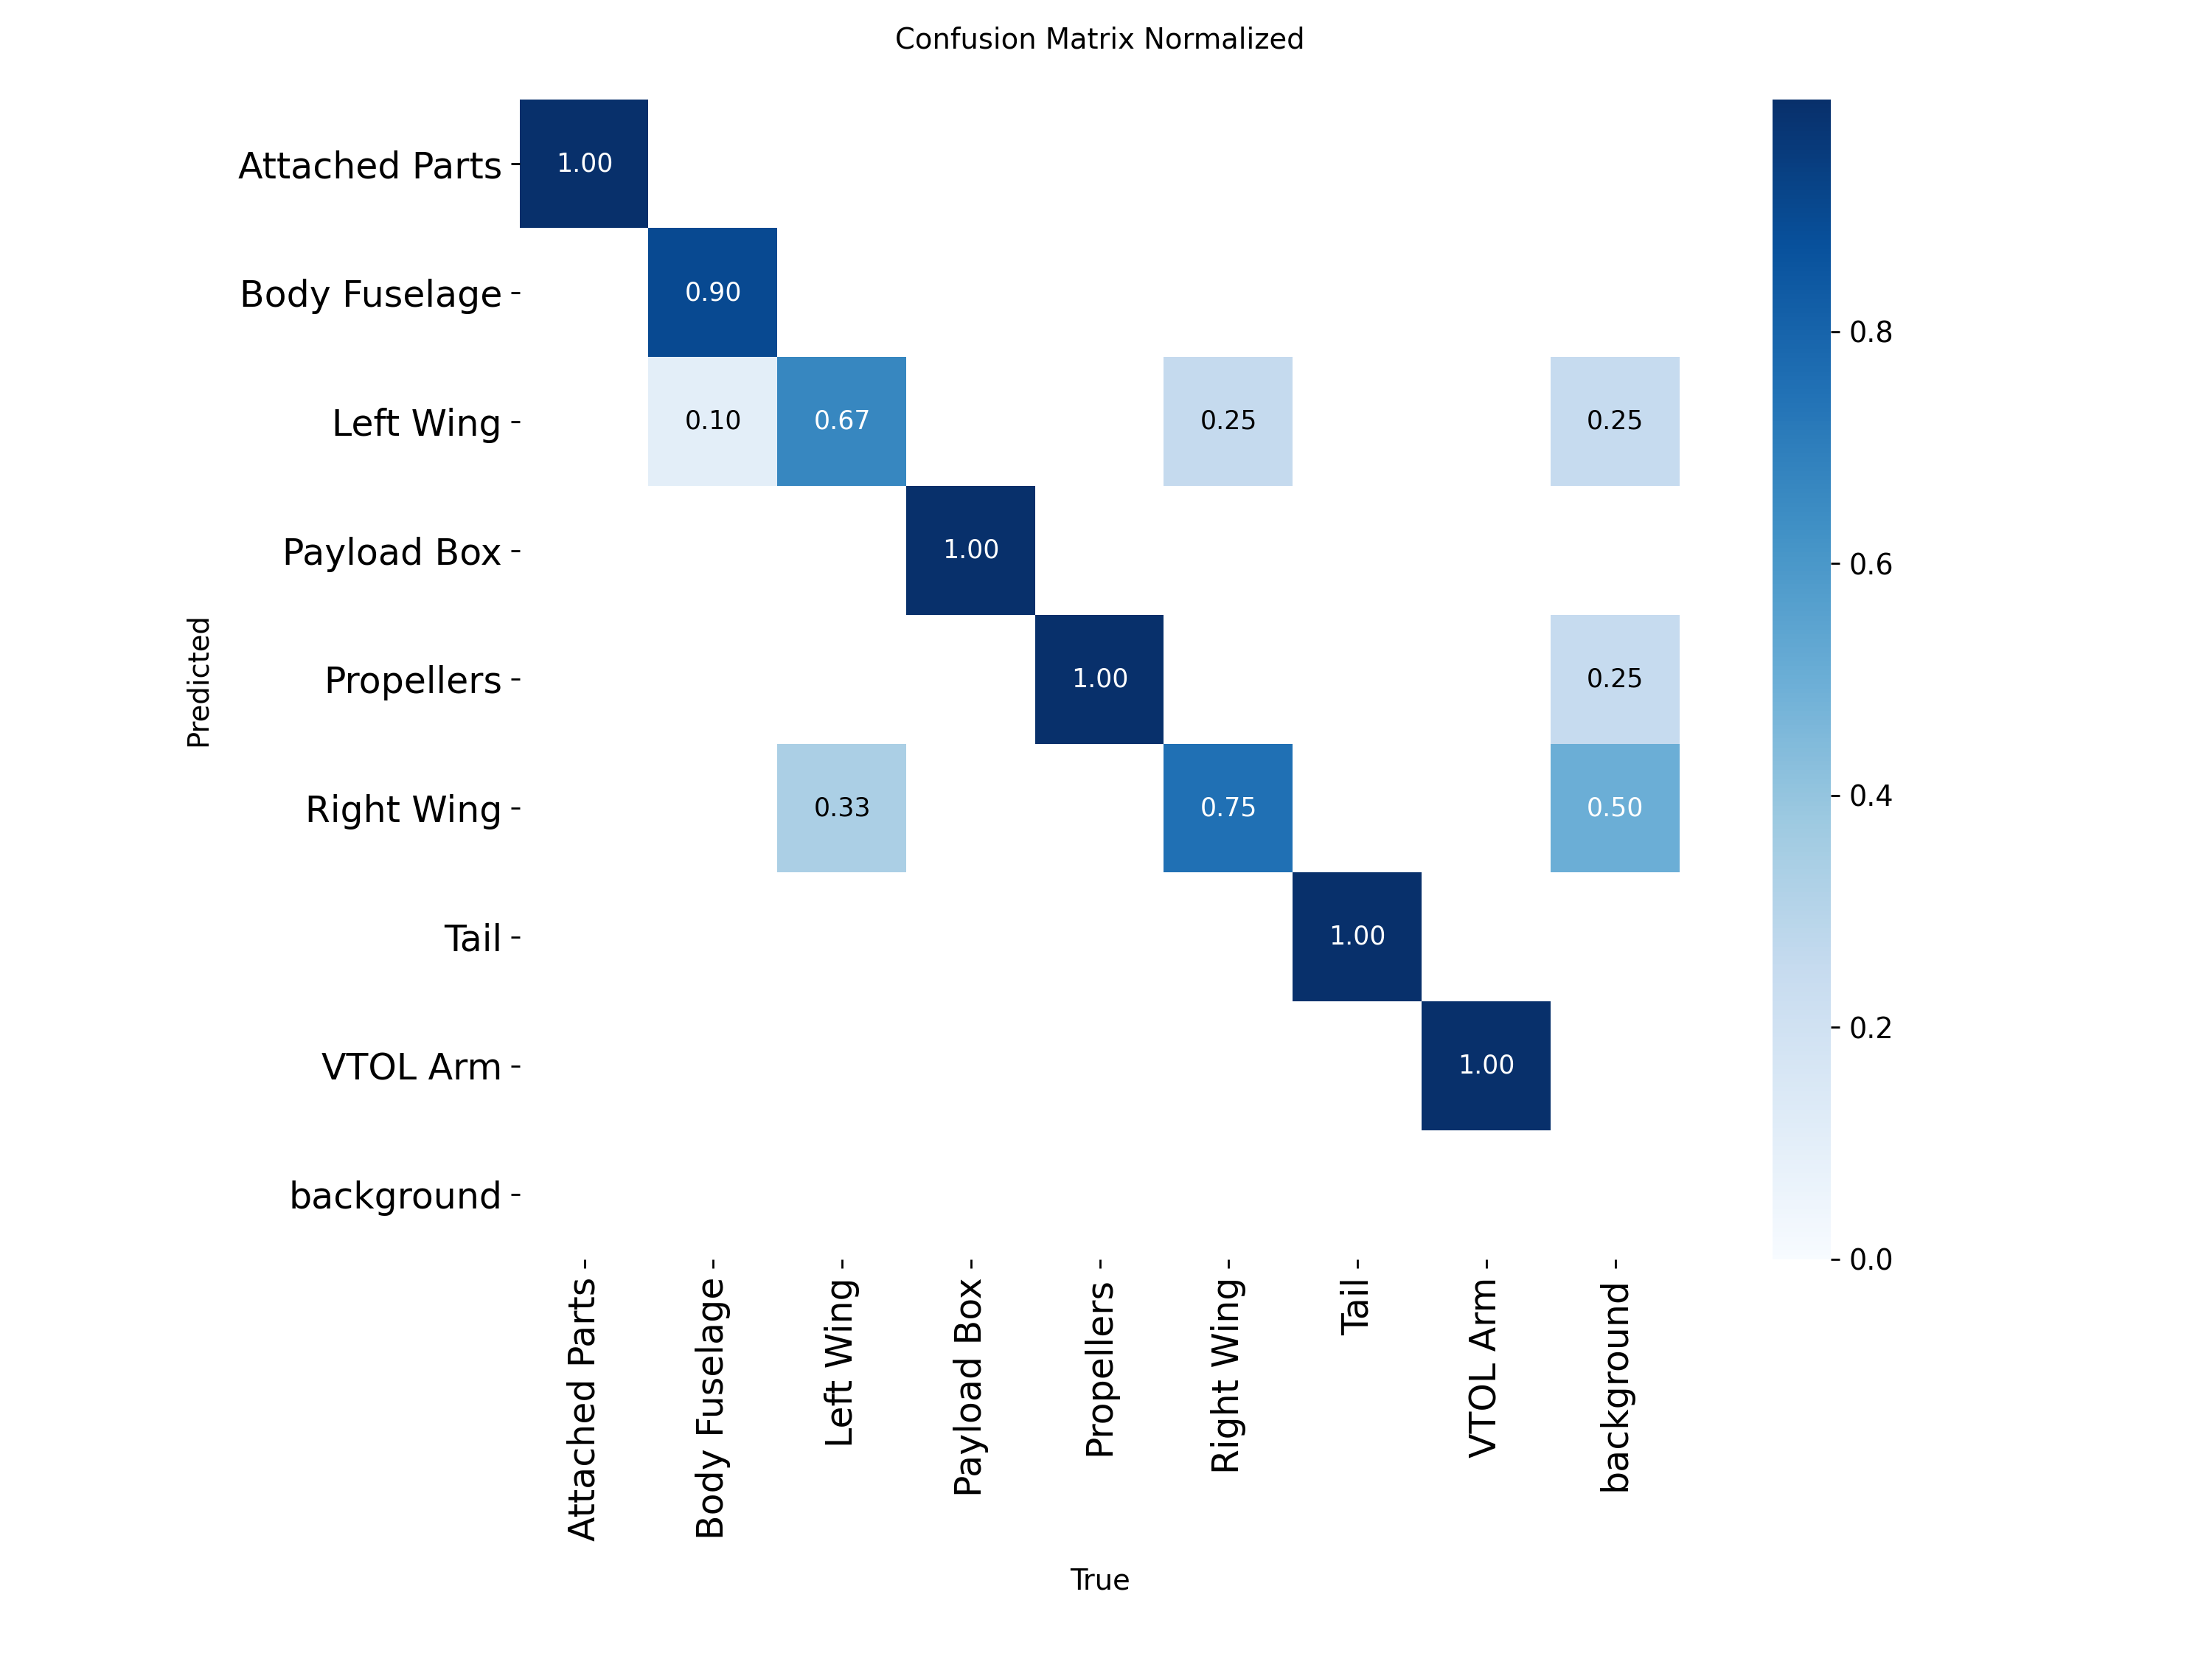 Confusion Matrix Normalized
Predicted
Attached Parts
1.00
Body Fuselage
0.90
Left Wing
0.10 0.67 0.25 0.25
Payload Box
1.00
Propellers
1.00 0.25
Right Wing
0.33 0.75 0.50
Tail
1.00
VTOL Arm
1.00
background
Attached Parts
Body Fuselage
Left Wing
Payload Box
Propellers
Right Wing
Tail
VTOL Arm
background
True
0.8
0.6
0.4
0.2
0.0